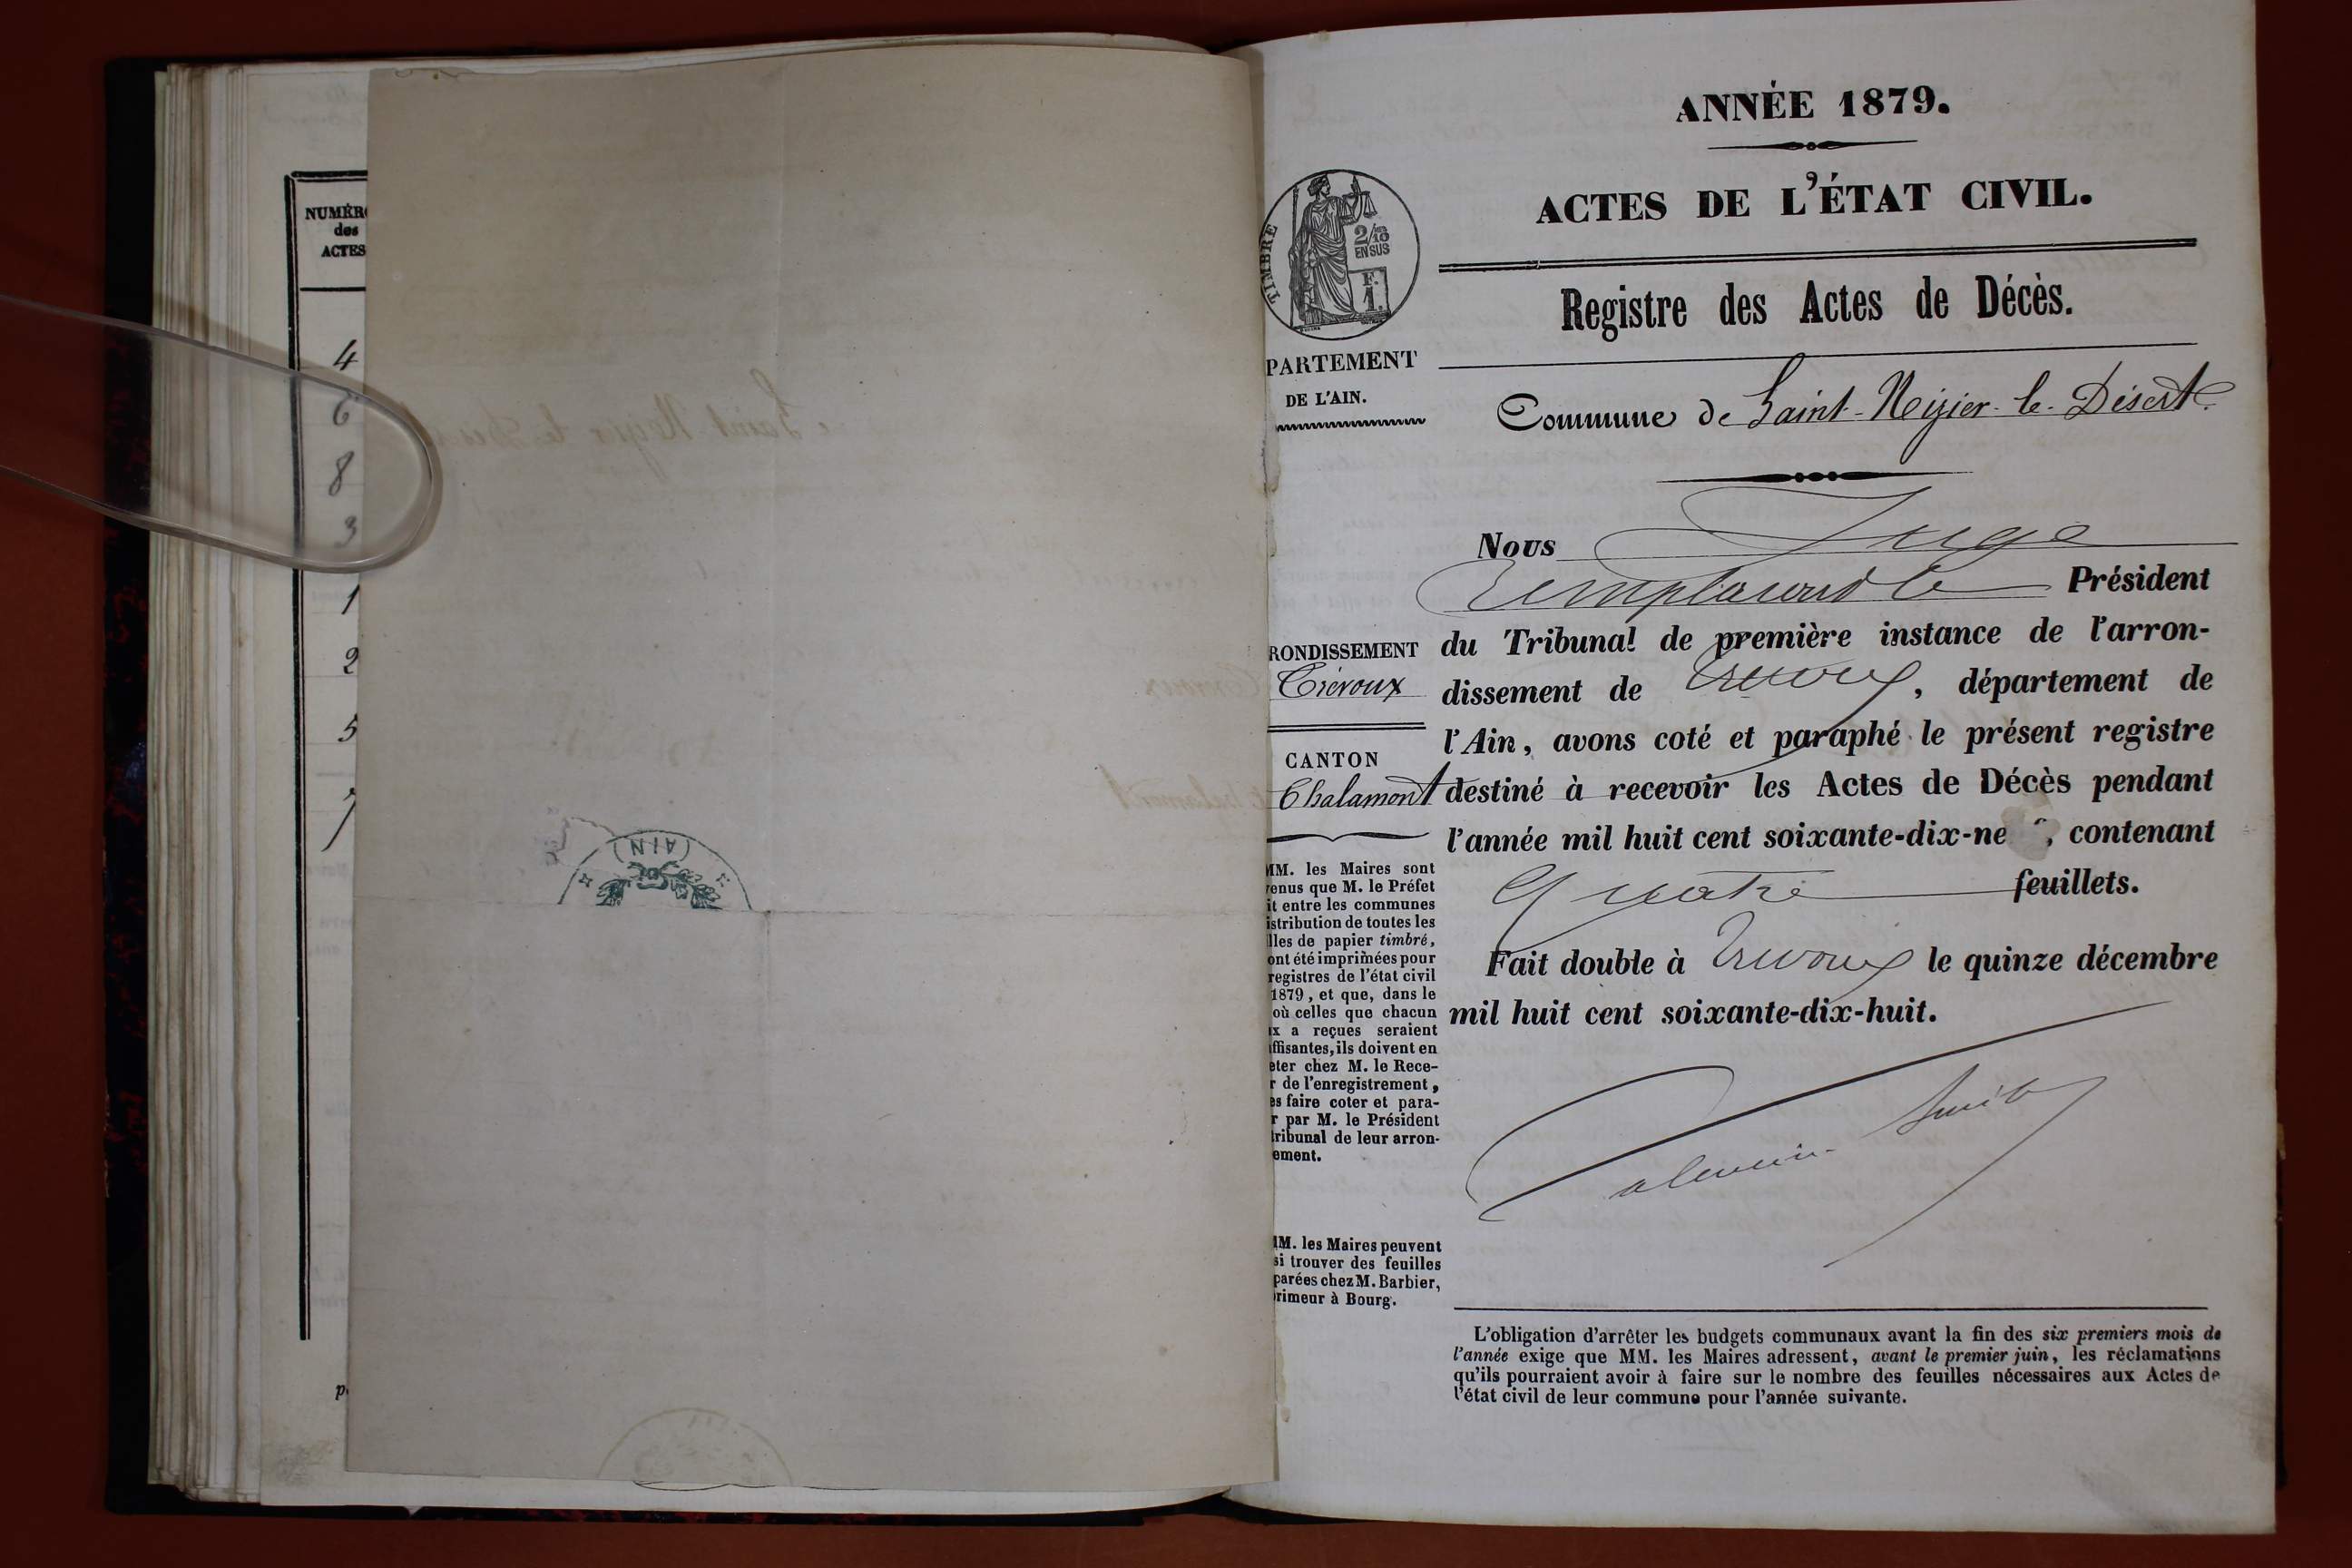 NUMÉRO
des
ACTES
4
6
8
3
1
2
5
7
(AIN)
ANNÉE 1879.
ACTES DE L'ÉTAT CIVIL.
Registre des Actes de Décès.
Commune de Saint-Nizier-le-Désert
TIMBRE
2/10
EN SUS
F.
1.
PARTEMENT
DE L'AIN.
RONDISSEMENT
Trévoux
CANTON
Chalamont
MM. les Maires sont
venus que M. le Préfet
it entre les communes
istribution de toutes les
lles de papier timbré,
ont été imprimées pour
registres de l'état civil
1879, et que, dans le
où celles que chacun
x a reçues seraient
ffisantes, ils doivent en
eter chez M. le Rece-
r de l'enregistrement,
es faire coter et para-
r par M. le Président
tribunal de leur arron-
ement.
MM. les Maires peuvent
si trouver des feuilles
parées chez M. Barbier,
rimeur à Bourg.
Nous Juge
remplaçant le Président
du Tribunal de première instance de l'arron-
dissement de Trévoux, département de
l'Ain, avons coté et paraphé le présent registre
destiné à recevoir les Actes de Décès pendant
l'année mil huit cent soixante-dix-ne , contenant
Quatre feuillets.
Fait double à Trévoux le quinze décembre
mil huit cent soixante-dix-huit.
L'obligation d'arrêter les budgets communaux avant la fin des six premiers mois de
l'année exige que MM. les Maires adressent, avant le premier juin, les réclamations
qu'ils pourraient avoir à faire sur le nombre des feuilles nécessaires aux Actes de
l'état civil de leur commune pour l'année suivante.